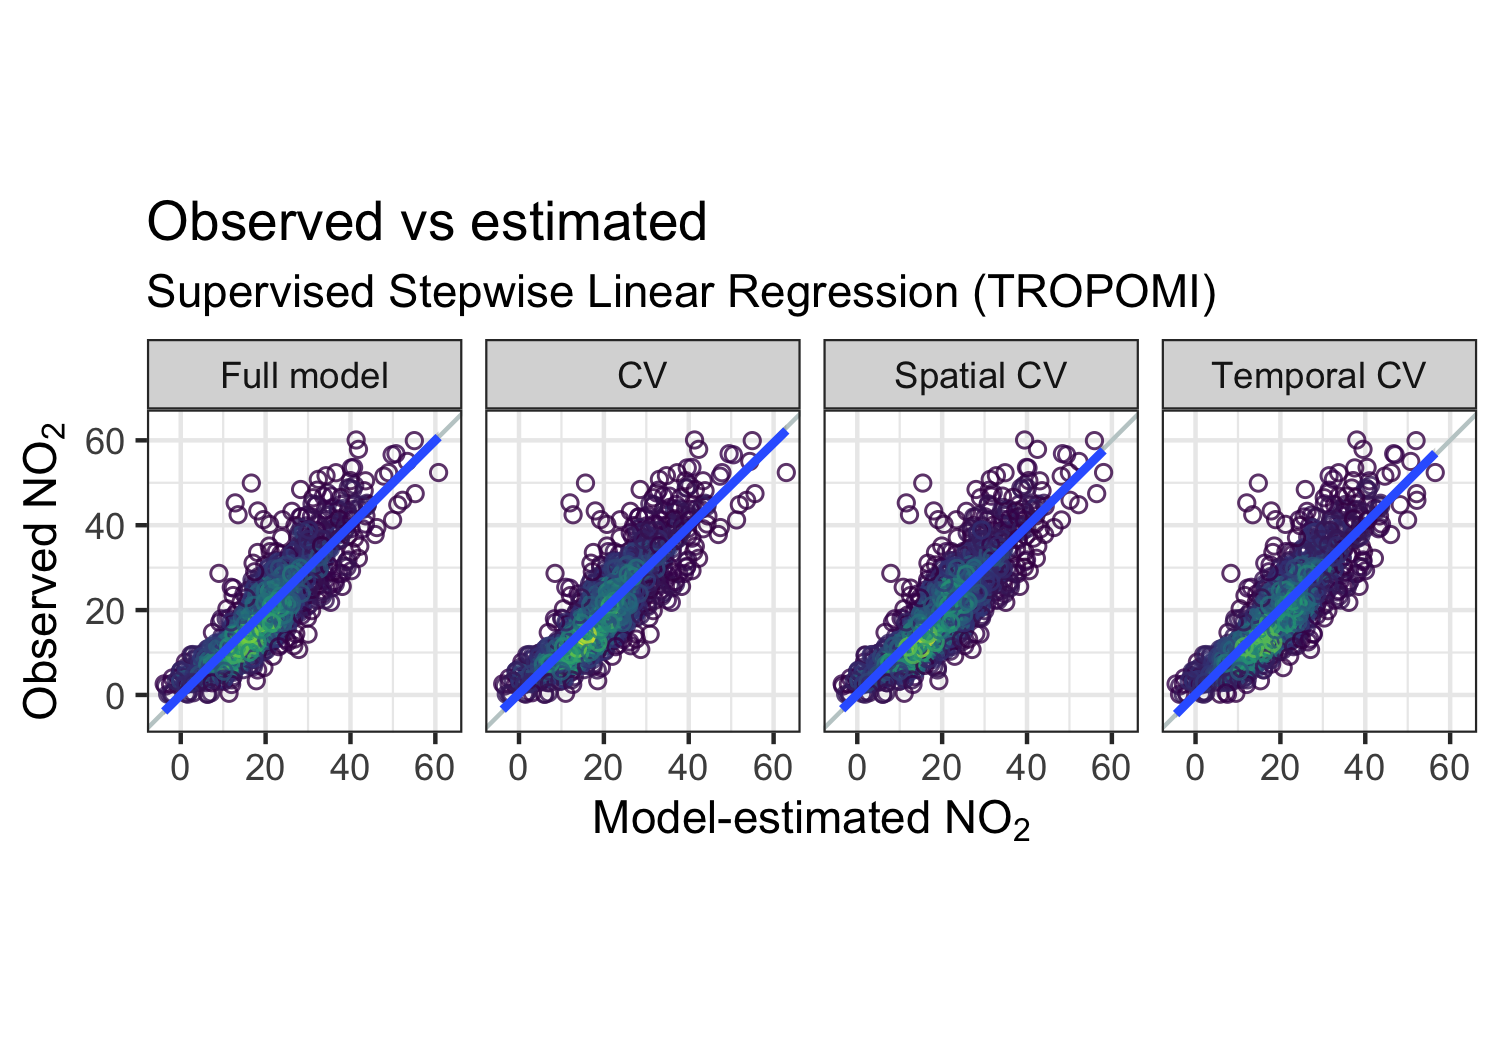 Observed vs estimated
Supervised Stepwise Linear Regression (TROPOMI)
Full model
CV
Spatial CV
Temporal CV
Observed NO₂
60
40
20
0
0 20 40 60
0 20 40 60
0 20 40 60
0 20 40 60
Model-estimated NO₂